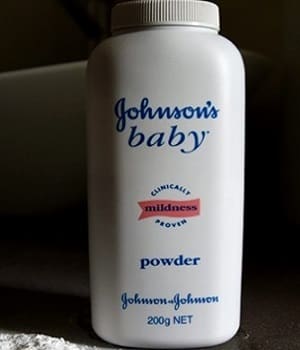 Johnson's
baby
CLINICALLY
mildness
PROVEN
powder
Johnson & Johnson
200g NET